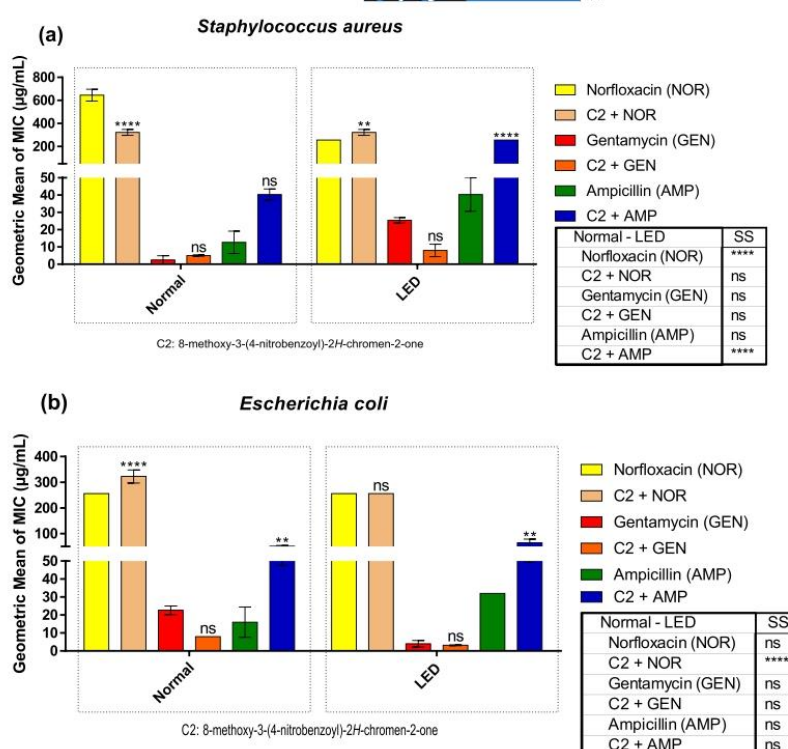 (a)
Staphylococcus aureus
Geometric Mean of MIC (µg/mL)
800
600
400
200
50
40
30
20
10
0
****
ns
ns
**
ns
****
Normal
LED
C2: 8-methoxy-3-(4-nitrobenzoyl)-2H-chromen-2-one
Norfloxacin (NOR)
C2 + NOR
Gentamycin (GEN)
C2 + GEN
Ampicillin (AMP)
C2 + AMP
Normal - LED SS
Norfloxacin (NOR) ****
C2 + NOR ns
Gentamycin (GEN) ns
C2 + GEN ns
Ampicillin (AMP) ns
C2 + AMP ****
(b)
Escherichia coli
Geometric Mean of MIC (µg/mL)
400
300
200
100
50
40
30
20
10
0
****
ns
**
ns
ns
**
Normal
LED
C2: 8-methoxy-3-(4-nitrobenzoyl)-2H-chromen-2-one
Norfloxacin (NOR)
C2 + NOR
Gentamycin (GEN)
C2 + GEN
Ampicillin (AMP)
C2 + AMP
Normal - LED SS
Norfloxacin (NOR) ns
C2 + NOR ****
Gentamycin (GEN) ns
C2 + GEN ns
Ampicillin (AMP) ns
C2 + AMP ns